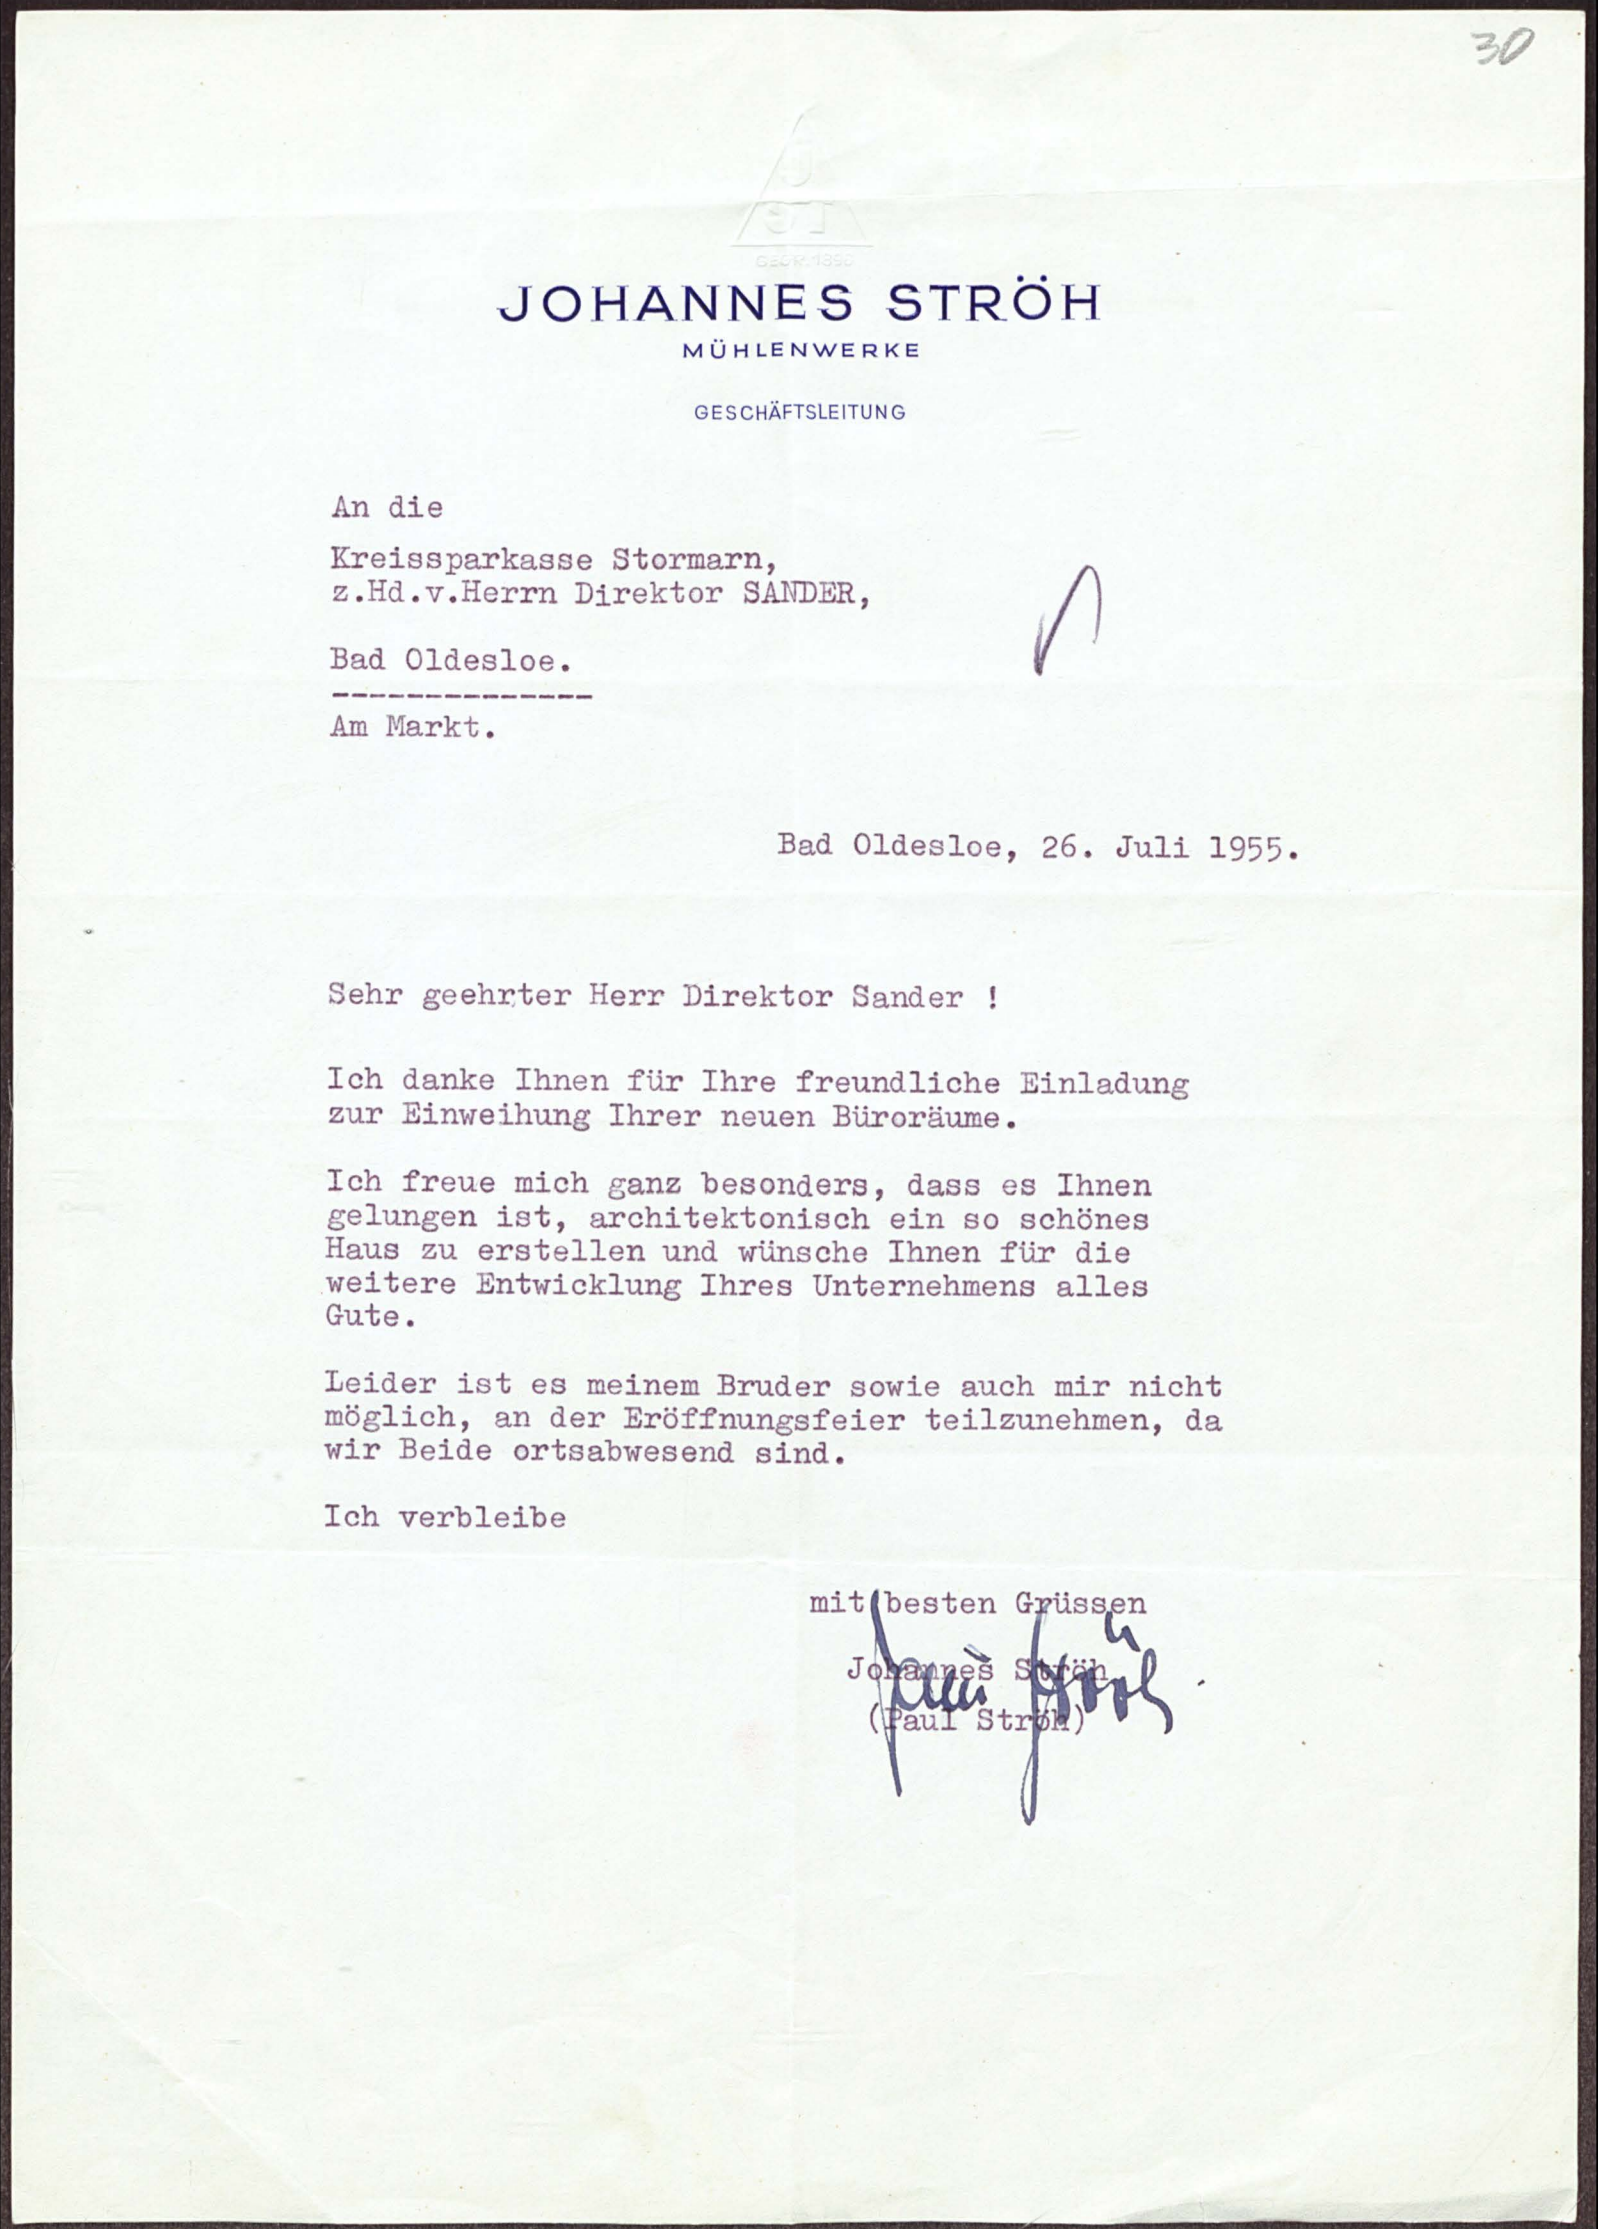 30
GEGR. 1896
JOHANNES STRÖH
MÜHLENWERKE
GESCHÄFTSLEITUNG
An die
Kreissparkasse Stormarn,
z.Hd.v.Herrn Direktor SANDER,
Bad Oldesloe.
--------------
Am Markt.
Bad Oldesloe, 26. Juli 1955.
Sehr geehrter Herr Direktor Sander !
Ich danke Ihnen für Ihre freundliche Einladung
zur Einweihung Ihrer neuen Büroräume.
Ich freue mich ganz besonders, dass es Ihnen
gelungen ist, architektonisch ein so schönes
Haus zu erstellen und wünsche Ihnen für die
weitere Entwicklung Ihres Unternehmens alles
Gute.
Leider ist es meinem Bruder sowie auch mir nicht
möglich, an der Eröffnungsfeier teilzunehmen, da
wir Beide ortsabwesend sind.
Ich verbleibe
mit besten Grüssen
Johannes Ströh
Paul Ströh
(Paul Ströh)